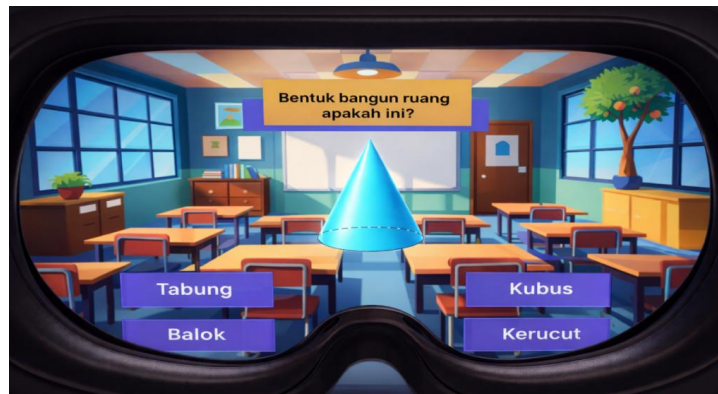 Bentuk bangun ruang
apakah ini?
Tabung
Kubus
Balok
Kerucut